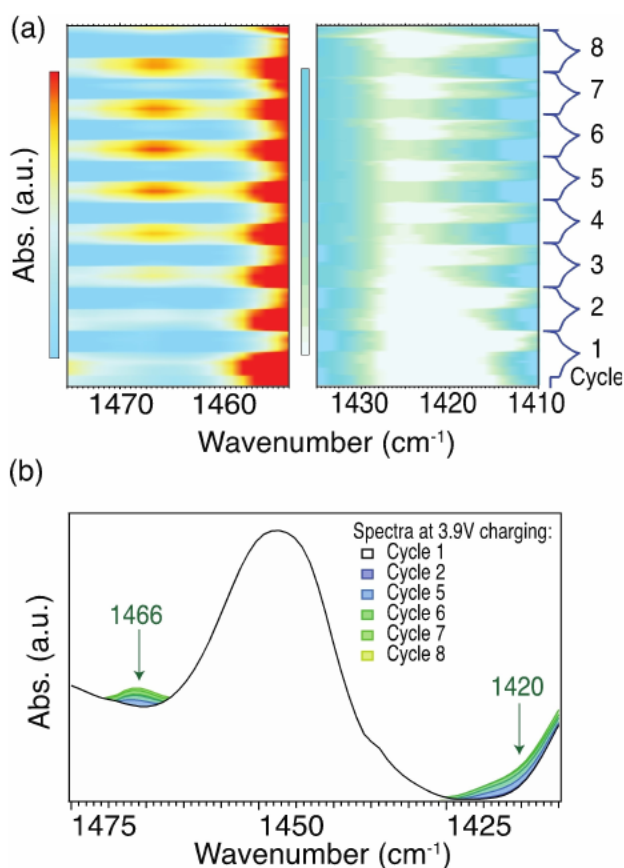 (a)
Abs. (a.u.)
8
7
6
5
4
3
2
1
Cycle
1470 1460 1430 1420 1410
Wavenumber (cm⁻¹)
(b)
Abs. (a.u.)
Spectra at 3.9V charging:
Cycle 1
Cycle 2
Cycle 5
Cycle 6
Cycle 7
Cycle 8
1466
1420
1475 1450 1425
Wavenumber (cm⁻¹)